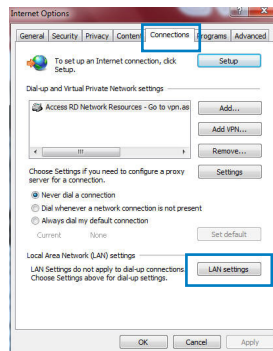 Internet Options
General Security Privacy Content Connections Programs Advanced
To set up an Internet connection, click Setup.
Setup
Dial-up and Virtual Private Network settings
Access RD Network Resources - Go to vpn.as
Add...
Add VPN...
Remove...
Choose Settings if you need to configure a proxy
server for a connection.
Settings
Never dial a connection
Dial whenever a network connection is not present
Always dial my default connection
Current None
Set default
Local Area Network (LAN) settings
LAN Settings do not apply to dial-up connections.
Choose Settings above for dial-up settings.
LAN settings
OK Cancel Apply